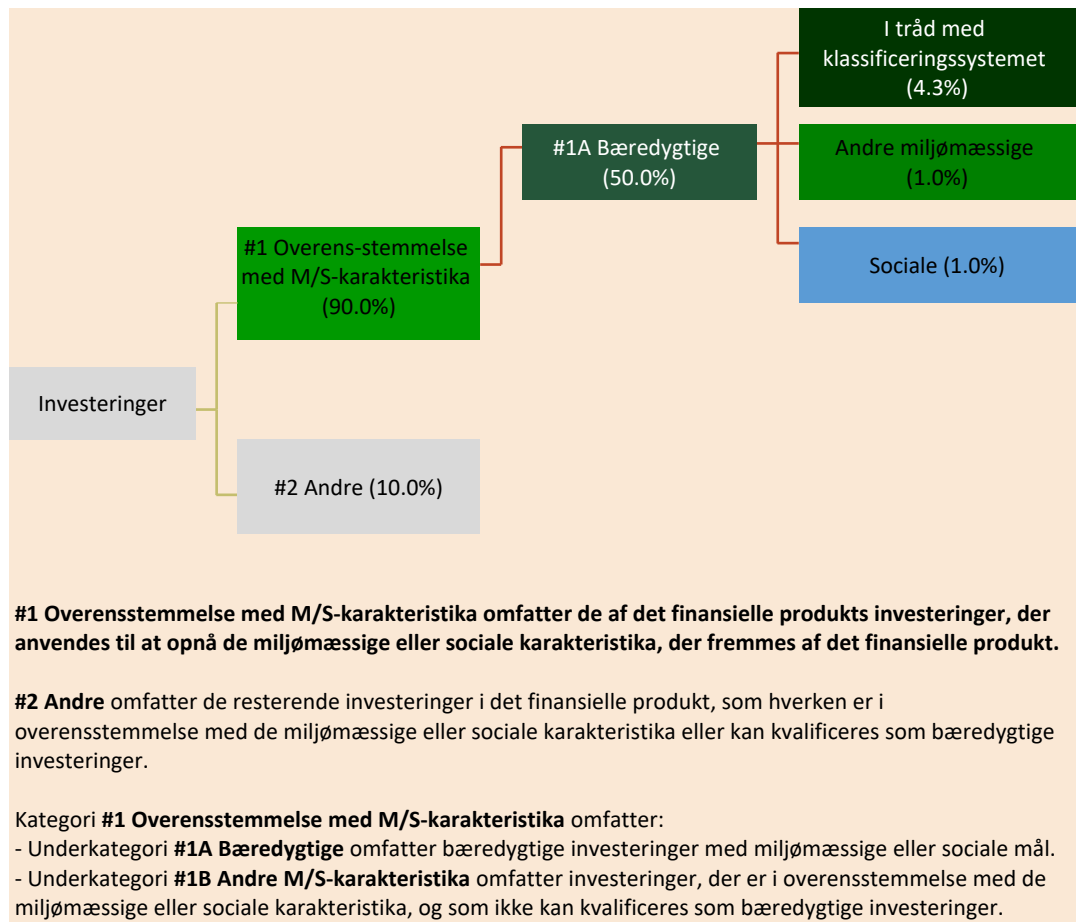 I tråd med
klassificeringssystemet
(4.3%)
#1A Bæredygtige
(50.0%)
Andre miljømæssige
(1.0%)
#1 Overens-stemmelse
med M/S-karakteristika
(90.0%)
Sociale (1.0%)
Investeringer
#2 Andre (10.0%)
#1 Overensstemmelse med M/S-karakteristika omfatter de af det finansielle produkts investeringer, der
anvendes til at opnå de miljømæssige eller sociale karakteristika, der fremmes af det finansielle produkt.
#2 Andre omfatter de resterende investeringer i det finansielle produkt, som hverken er i
overensstemmelse med de miljømæssige eller sociale karakteristika eller kan kvalificeres som bæredygtige
investeringer.
Kategori #1 Overensstemmelse med M/S-karakteristika omfatter:
- Underkategori #1A Bæredygtige omfatter bæredygtige investeringer med miljømæssige eller sociale mål.
- Underkategori #1B Andre M/S-karakteristika omfatter investeringer, der er i overensstemmelse med de
miljømæssige eller sociale karakteristika, og som ikke kan kvalificeres som bæredygtige investeringer.